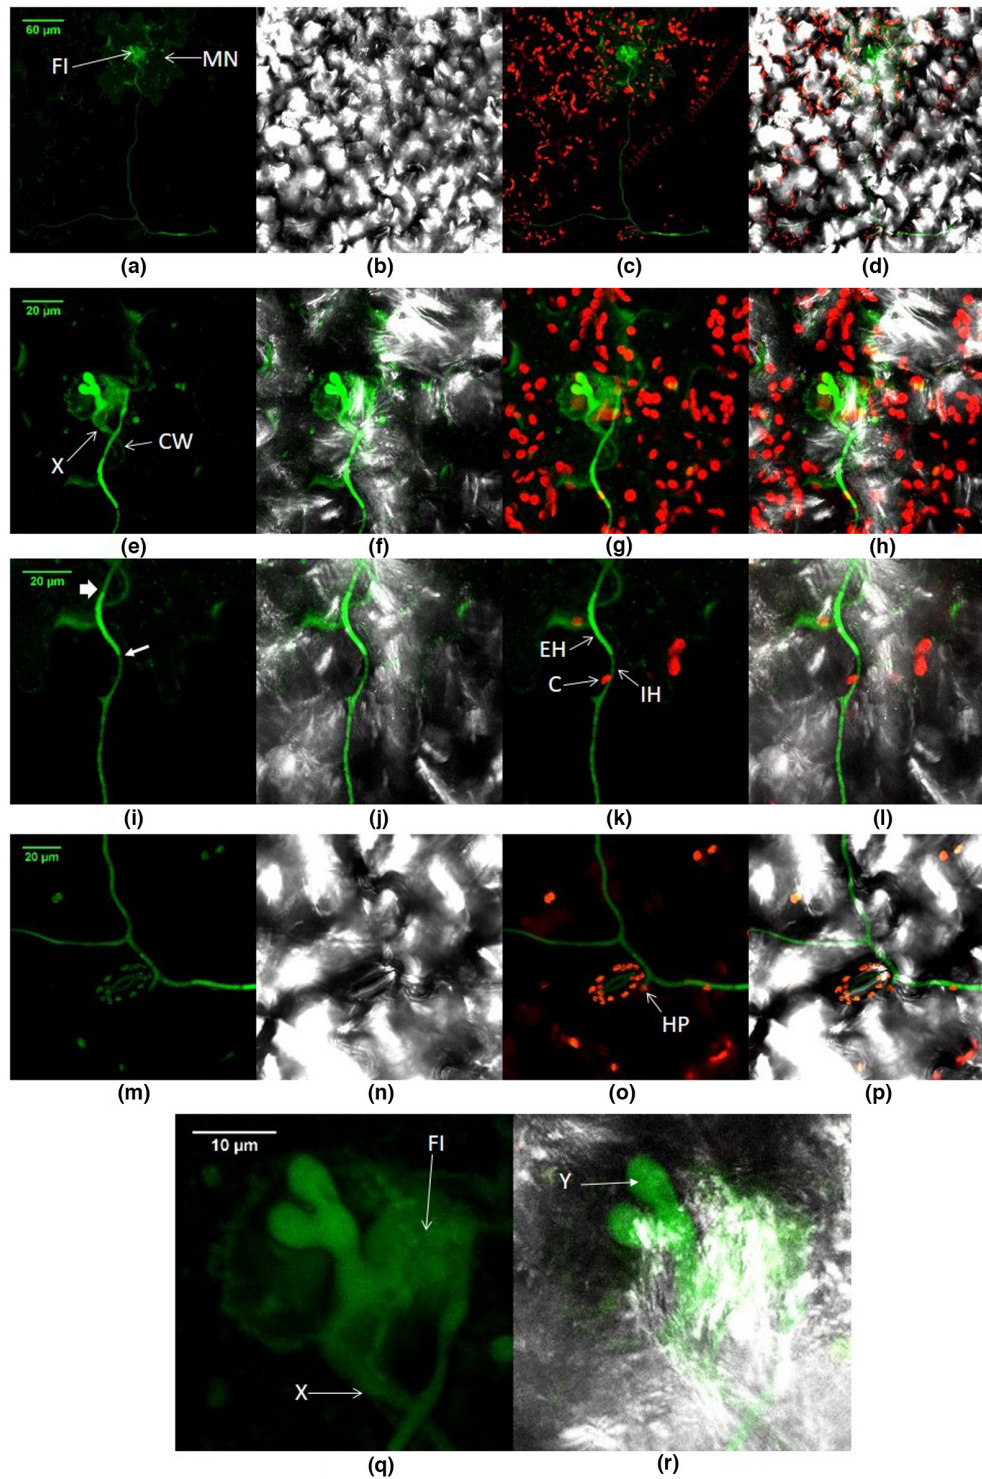 60 µm
FI
MN
(a)
(b)
(c)
(d)
20 µm
X
CW
(e)
(f)
(g)
(h)
20 µm
EH
C
IH
(i)
(j)
(k)
(l)
20 µm
HP
(m)
(n)
(o)
(p)
10 µm
FI
X
Y
(q)
(r)